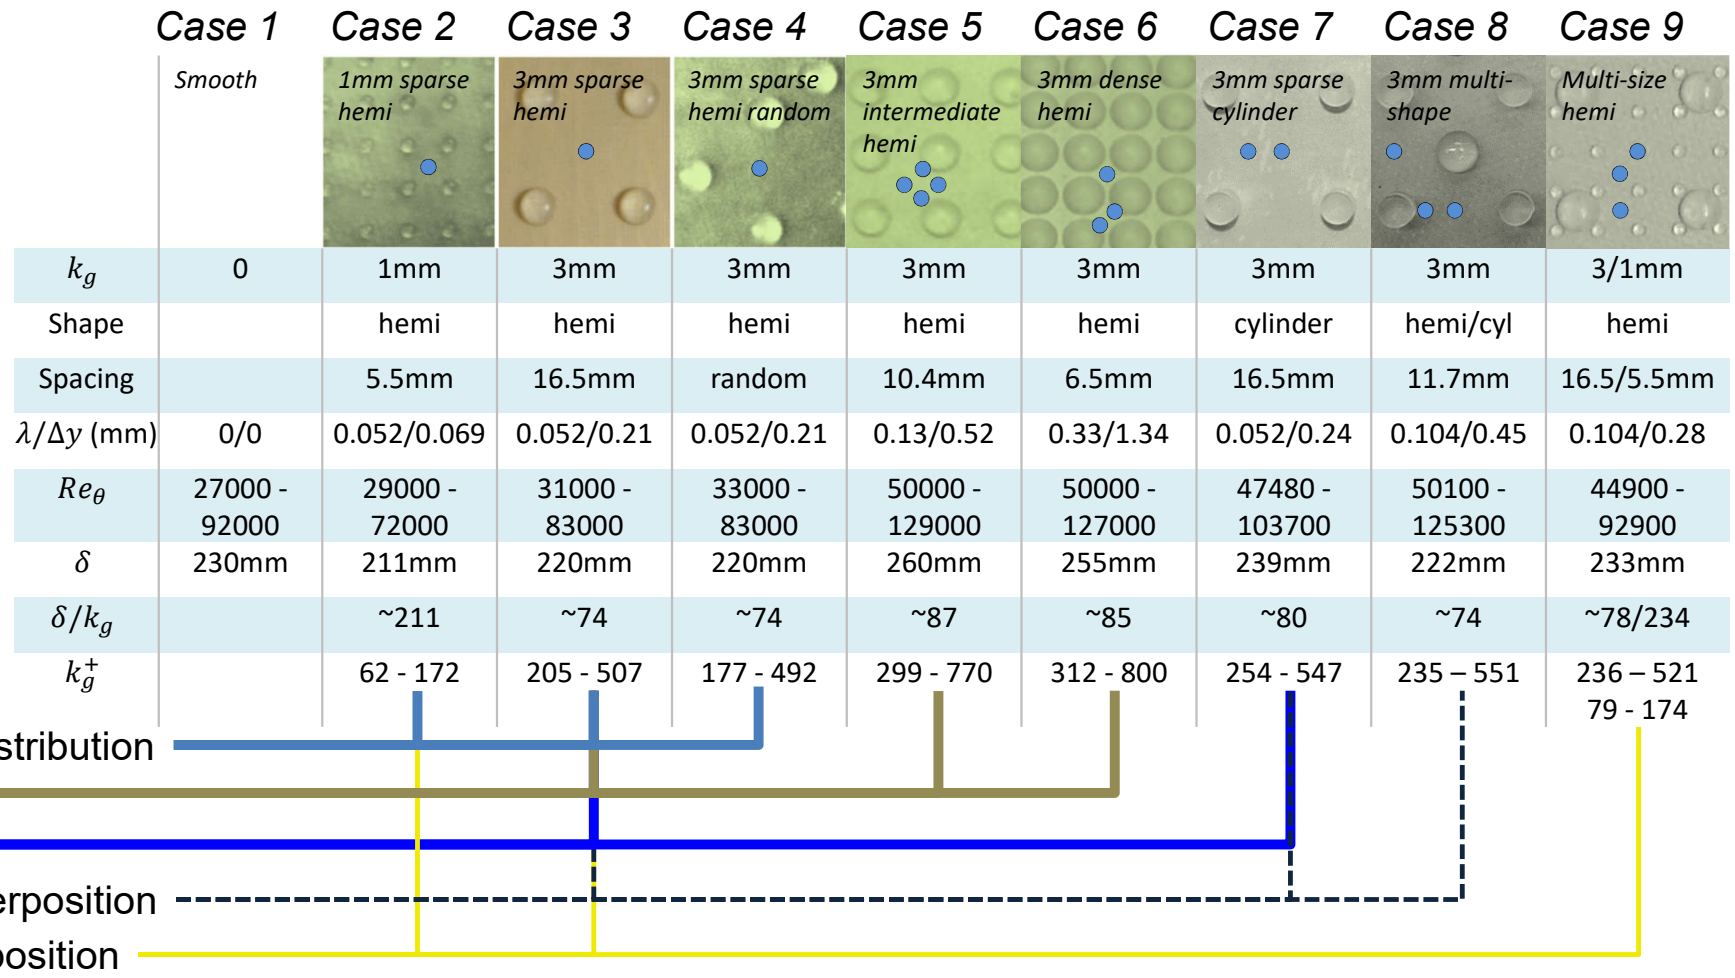 Case 1 Case 2 Case 3 Case 4 Case 5 Case 6 Case 7 Case 8 Case 9
Smooth
1mm sparse
hemi
3mm sparse
hemi
3mm sparse
hemi random
3mm
intermediate
hemi
3mm dense
hemi
3mm sparse
cylinder
3mm multi-
shape
Multi-size
hemi
k_g 0 1mm 3mm 3mm 3mm 3mm 3mm 3mm 3/1mm
Shape hemi hemi hemi hemi hemi cylinder hemi/cyl hemi
Spacing 5.5mm 16.5mm random 10.4mm 6.5mm 16.5mm 11.7mm 16.5/5.5mm
λ/Δy (mm) 0/0 0.052/0.069 0.052/0.21 0.052/0.21 0.13/0.52 0.33/1.34 0.052/0.24 0.104/0.45 0.104/0.28
Re_θ 27000 - 29000 - 31000 - 33000 - 50000 - 50000 - 47480 - 50100 - 44900 -
92000 72000 83000 83000 129000 127000 103700 125300 92900
δ 230mm 211mm 220mm 220mm 260mm 255mm 239mm 222mm 233mm
δ/k_g ~211 ~74 ~74 ~87 ~85 ~80 ~74 ~78/234
k_g^+ 62 - 172 205 - 507 177 - 492 299 - 770 312 - 800 254 - 547 235 – 551 236 – 521
79 - 174
stribution
erposition
position